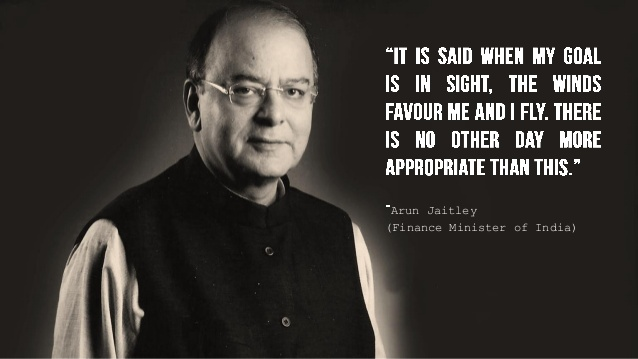 “IT IS SAID WHEN MY GOAL
IS IN SIGHT, THE WINDS
FAVOUR ME AND I FLY. THERE
IS NO OTHER DAY MORE
APPROPRIATE THAN THIS.”
-Arun Jaitley
(Finance Minister of India)